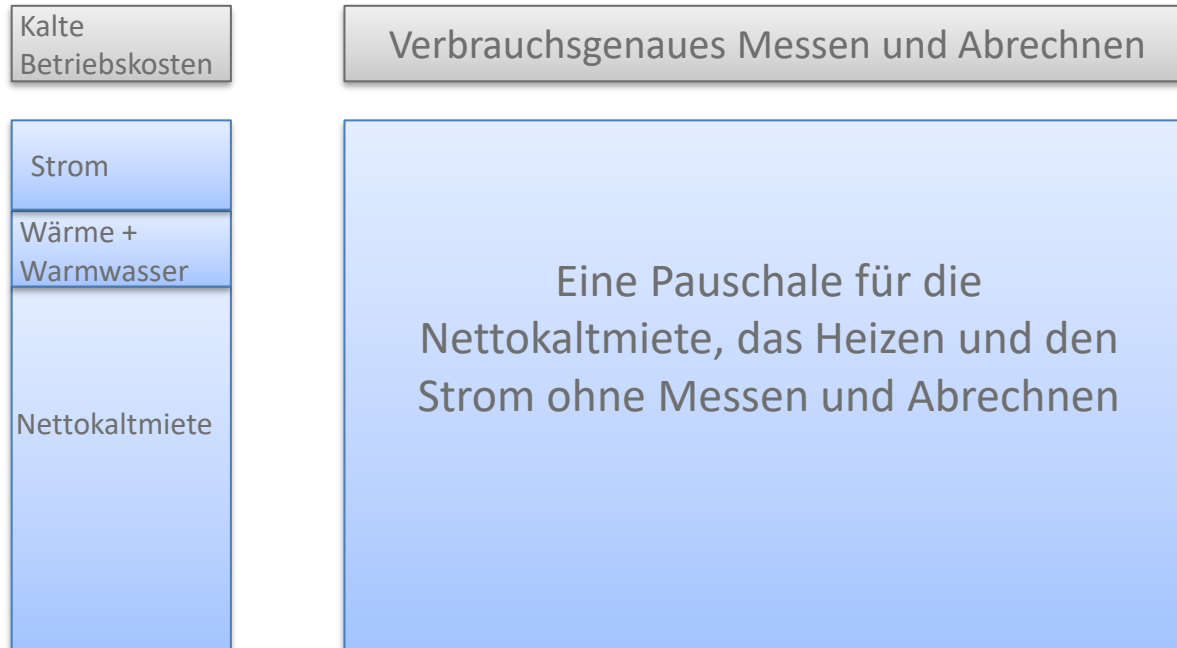 Kalte
Betriebskosten
Verbrauchsgenaues Messen und Abrechnen
Strom
Wärme +
Warmwasser
Nettokaltmiete
Eine Pauschale für die
Nettokaltmiete, das Heizen und den
Strom ohne Messen und Abrechnen